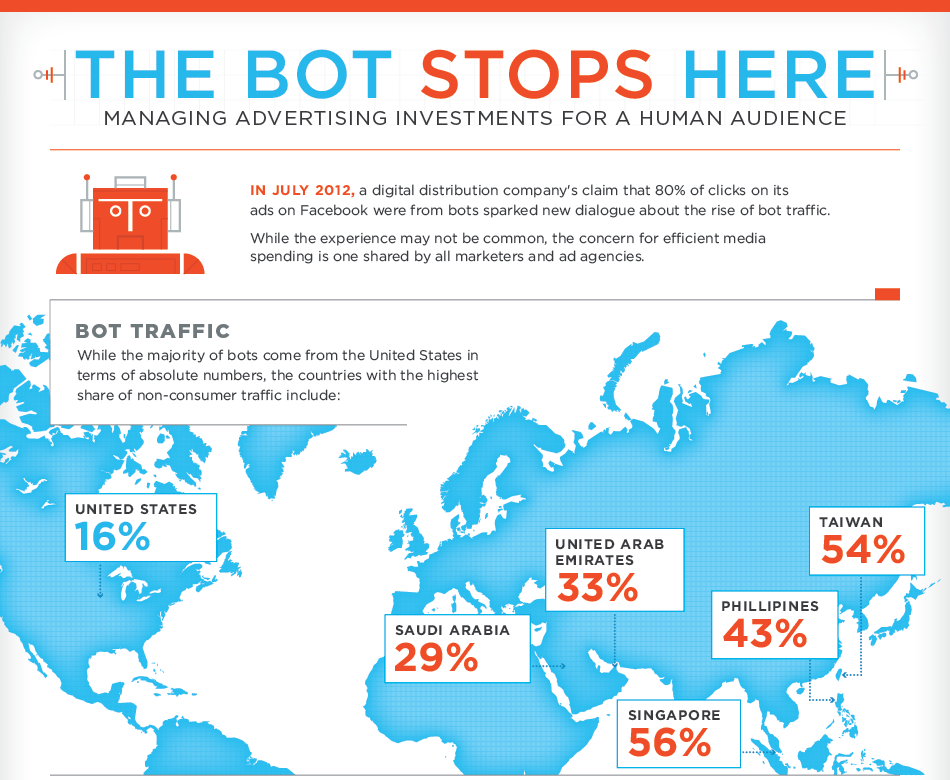 THE BOT STOPS HERE
MANAGING ADVERTISING INVESTMENTS FOR A HUMAN AUDIENCE
IN JULY 2012, a digital distribution company's claim that 80% of clicks on its
ads on Facebook were from bots sparked new dialogue about the rise of bot traffic.
While the experience may not be common, the concern for efficient media
spending is one shared by all marketers and ad agencies.
BOT TRAFFIC
While the majority of bots come from the United States in
terms of absolute numbers, the countries with the highest
share of non-consumer traffic include:
UNITED STATES
16%
UNITED ARAB
EMIRATES
33%
TAIWAN
54%
PHILLIPINES
43%
SAUDI ARABIA
29%
SINGAPORE
56%